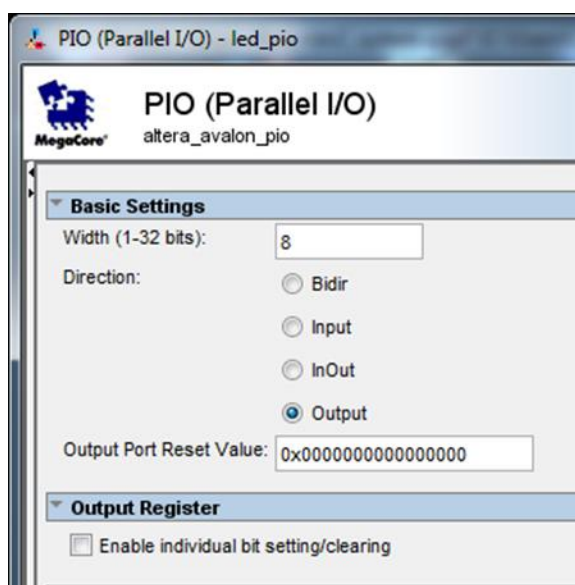 PIO (Parallel I/O) - led_pio
PIO (Parallel I/O)
MegaCore®
altera_avalon_pio
Basic Settings
Width (1-32 bits): 8
Direction: Bidir
Input
InOut
Output
Output Port Reset Value: 0x0000000000000000
Output Register
Enable individual bit setting/clearing